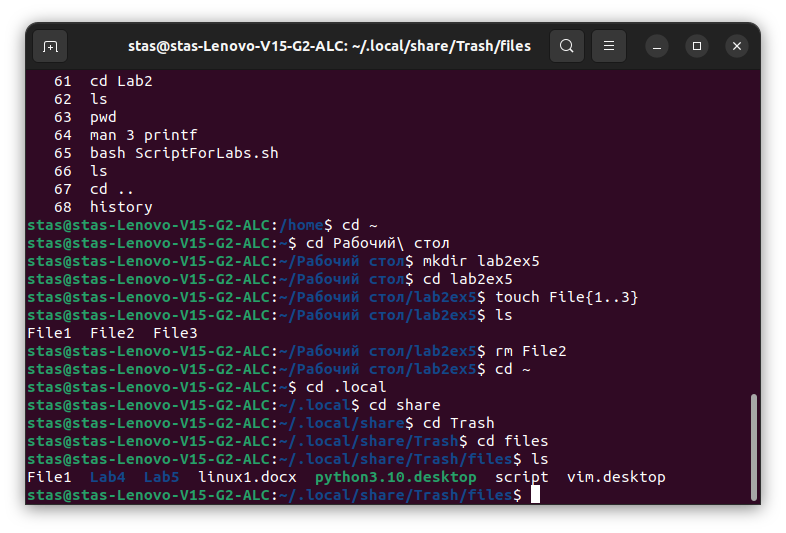 stas@stas-Lenovo-V15-G2-ALC: ~/.local/share/Trash/files
61 cd Lab2
62 ls
63 pwd
64 man 3 printf
65 bash ScriptForLabs.sh
66 ls
67 cd ..
68 history
stas@stas-Lenovo-V15-G2-ALC:/home$ cd ~
stas@stas-Lenovo-V15-G2-ALC:~$ cd Рабочий\ стол
stas@stas-Lenovo-V15-G2-ALC:~/Рабочий стол$ mkdir lab2ex5
stas@stas-Lenovo-V15-G2-ALC:~/Рабочий стол$ cd lab2ex5
stas@stas-Lenovo-V15-G2-ALC:~/Рабочий стол/lab2ex5$ touch File{1..3}
stas@stas-Lenovo-V15-G2-ALC:~/Рабочий стол/lab2ex5$ ls
File1 File2 File3
stas@stas-Lenovo-V15-G2-ALC:~/Рабочий стол/lab2ex5$ rm File2
stas@stas-Lenovo-V15-G2-ALC:~/Рабочий стол/lab2ex5$ cd ~
stas@stas-Lenovo-V15-G2-ALC:~$ cd .local
stas@stas-Lenovo-V15-G2-ALC:~/.local$ cd share
stas@stas-Lenovo-V15-G2-ALC:~/.local/share$ cd Trash
stas@stas-Lenovo-V15-G2-ALC:~/.local/share/Trash$ cd files
stas@stas-Lenovo-V15-G2-ALC:~/.local/share/Trash/files$ ls
File1 Lab4 Lab5 linux1.docx python3.10.desktop script vim.desktop
stas@stas-Lenovo-V15-G2-ALC:~/.local/share/Trash/files$